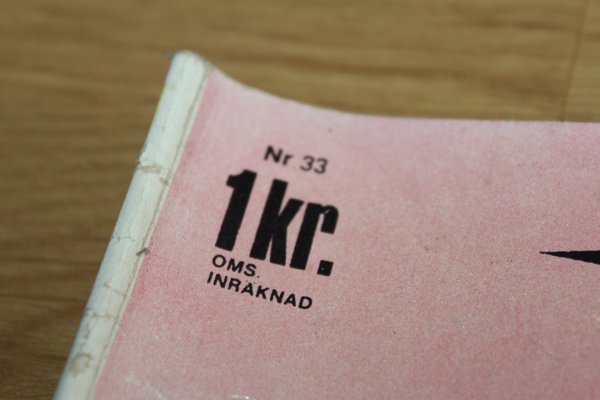 Nr 33
1 kr.
OMS.
INRAKNAD